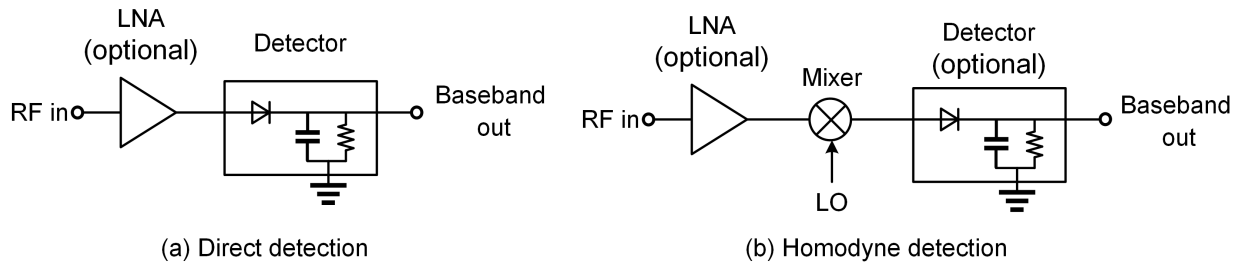 LNA
(optional)
Detector
RF in
Baseband
out
(a) Direct detection
LNA
(optional)
Mixer
Detector
(optional)
RF in
LO
Baseband
out
(b) Homodyne detection